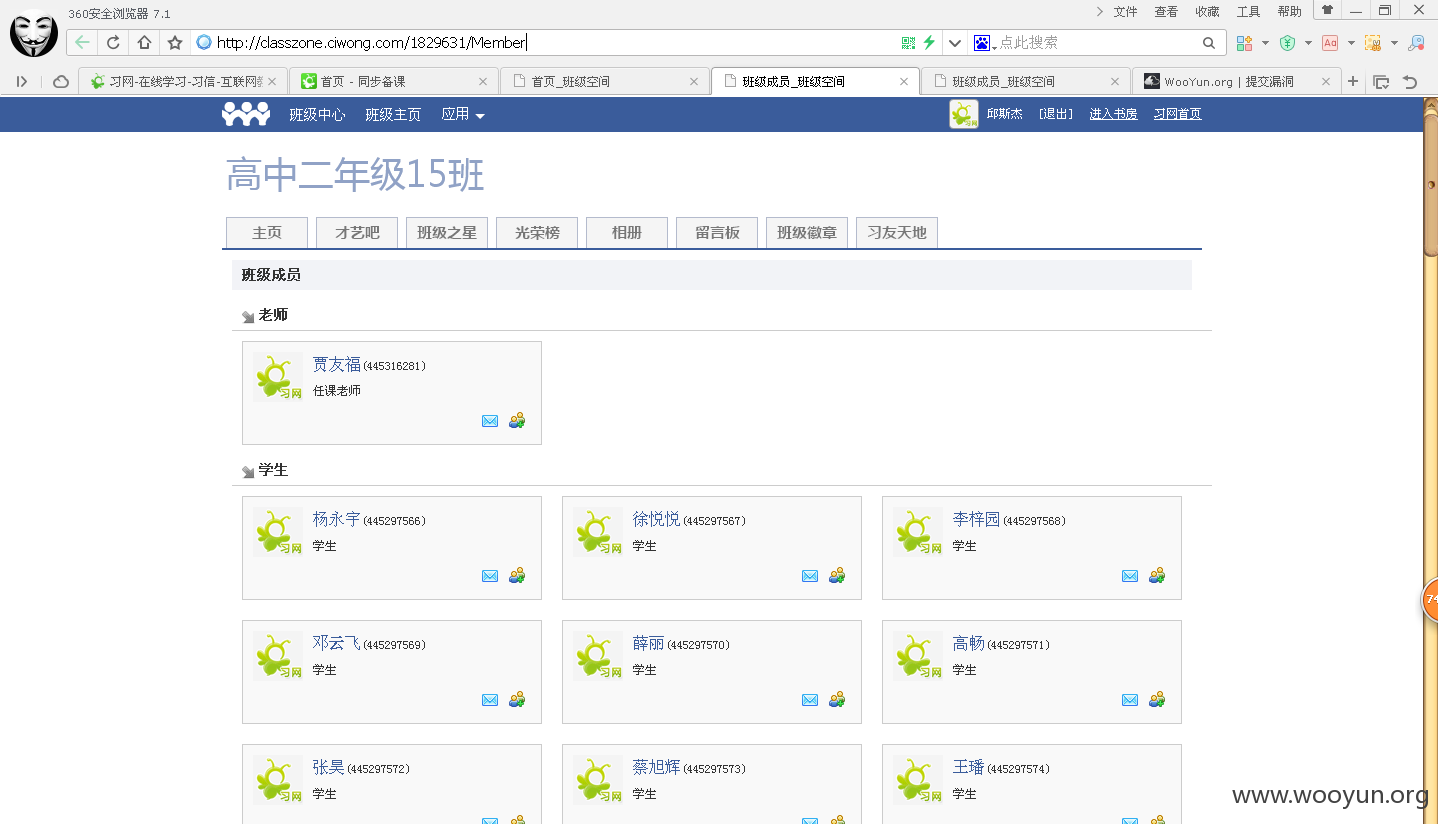 360安全浏览器 7.1
文件 查看 收藏 工具 帮助
http://classzone.ciwong.com/1829631/Member
点此搜索
习网-在线学习-习信-互联网
首页 - 同步备课
首页_班级空间
班级成员_班级空间
班级成员_班级空间
WooYun.org | 提交漏洞
班级中心 班级主页 应用
邱斯杰 [退出] 进入书房 习网首页
高中二年级15班
主页 才艺吧 班级之星 光荣榜 相册 留言板 班级徽章 习友天地
班级成员
老师
贾友福(445316281)
任课老师
学生
杨永宇(445297566) 徐悦悦(445297567) 李梓园(445297568)
学生 学生 学生
邓云飞(445297569) 薛丽(445297570) 高畅(445297571)
学生 学生 学生
张昊(445297572) 蔡旭辉(445297573) 王璠(445297574)
学生 学生 学生
74
www.wooyun.org